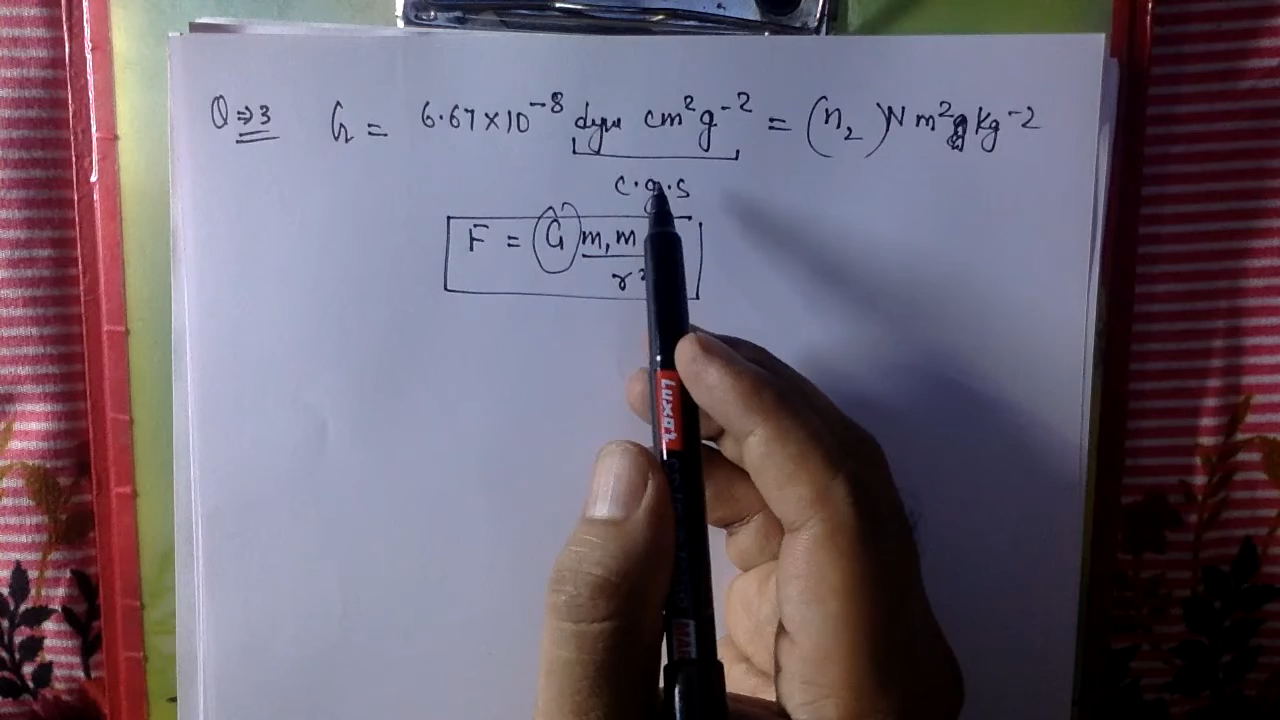 Q⇒3 G = 6.67×10⁻⁸ dyne cm²g⁻² = (n₂)N m² kg⁻²
c.g.s
F = G m₁m
r²
Luxor